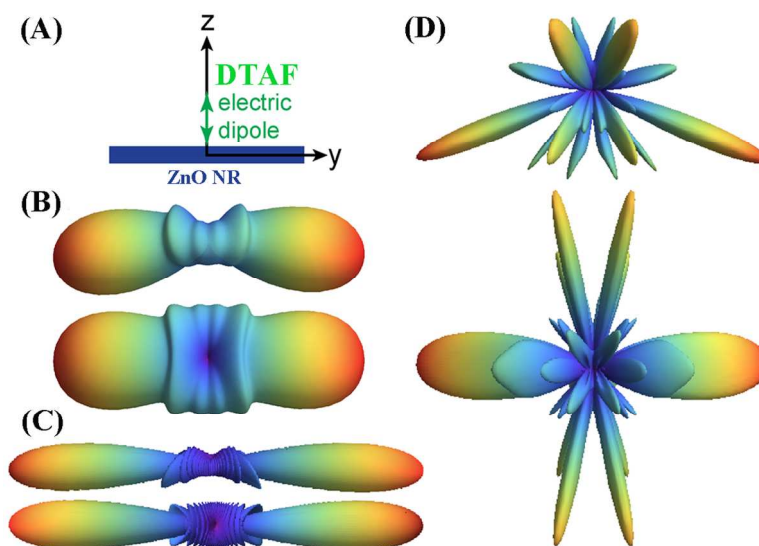 (A)
z
DTAF
electric
dipole
y
ZnO NR
(B)
(C)
(D)